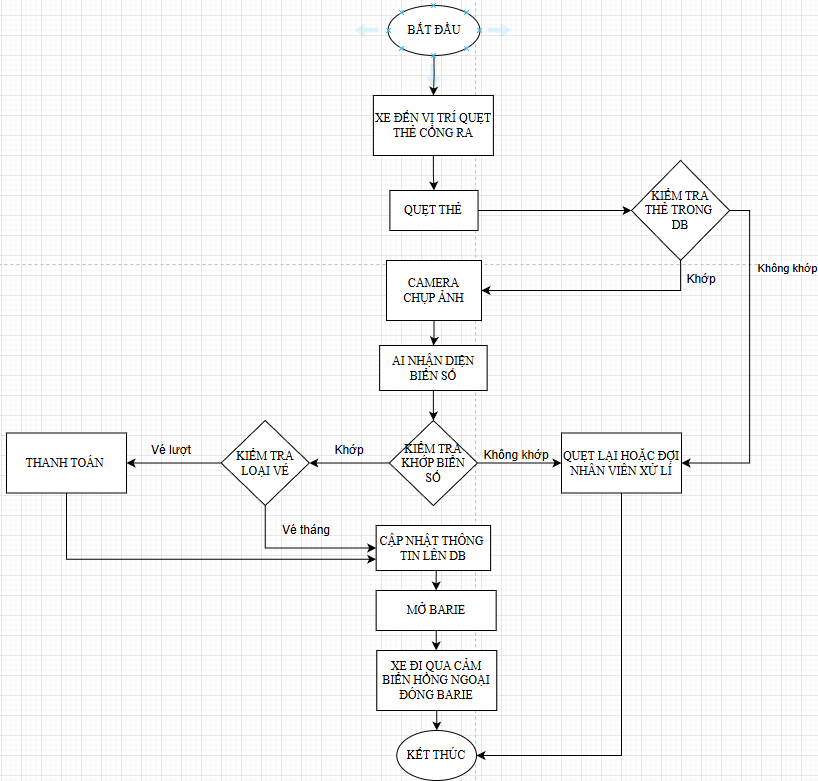 BẮT ĐẦU
XE ĐẾN VỊ TRÍ QUẸT
THẺ CỔNG RA
QUẸT THẺ
KIỂM TRA
THẺ TRONG
DB
Không khớp
Khớp
CAMERA
CHỤP ẢNH
AI NHẬN DIỆN
BIỂN SỐ
KIỂM TRA
KHỚP BIỂN
SỐ
Khớp
Không khớp
KIỂM TRA
LOẠI VÉ
Vé lượt
THANH TOÁN
QUẸT LẠI HOẶC ĐỢI
NHÂN VIÊN XỬ LÍ
Vé tháng
CẬP NHẬT THÔNG
TIN LÊN DB
MỞ BARIE
XE ĐI QUA CẢM
BIẾN HỒNG NGOẠI
ĐÓNG BARIE
KẾT THÚC